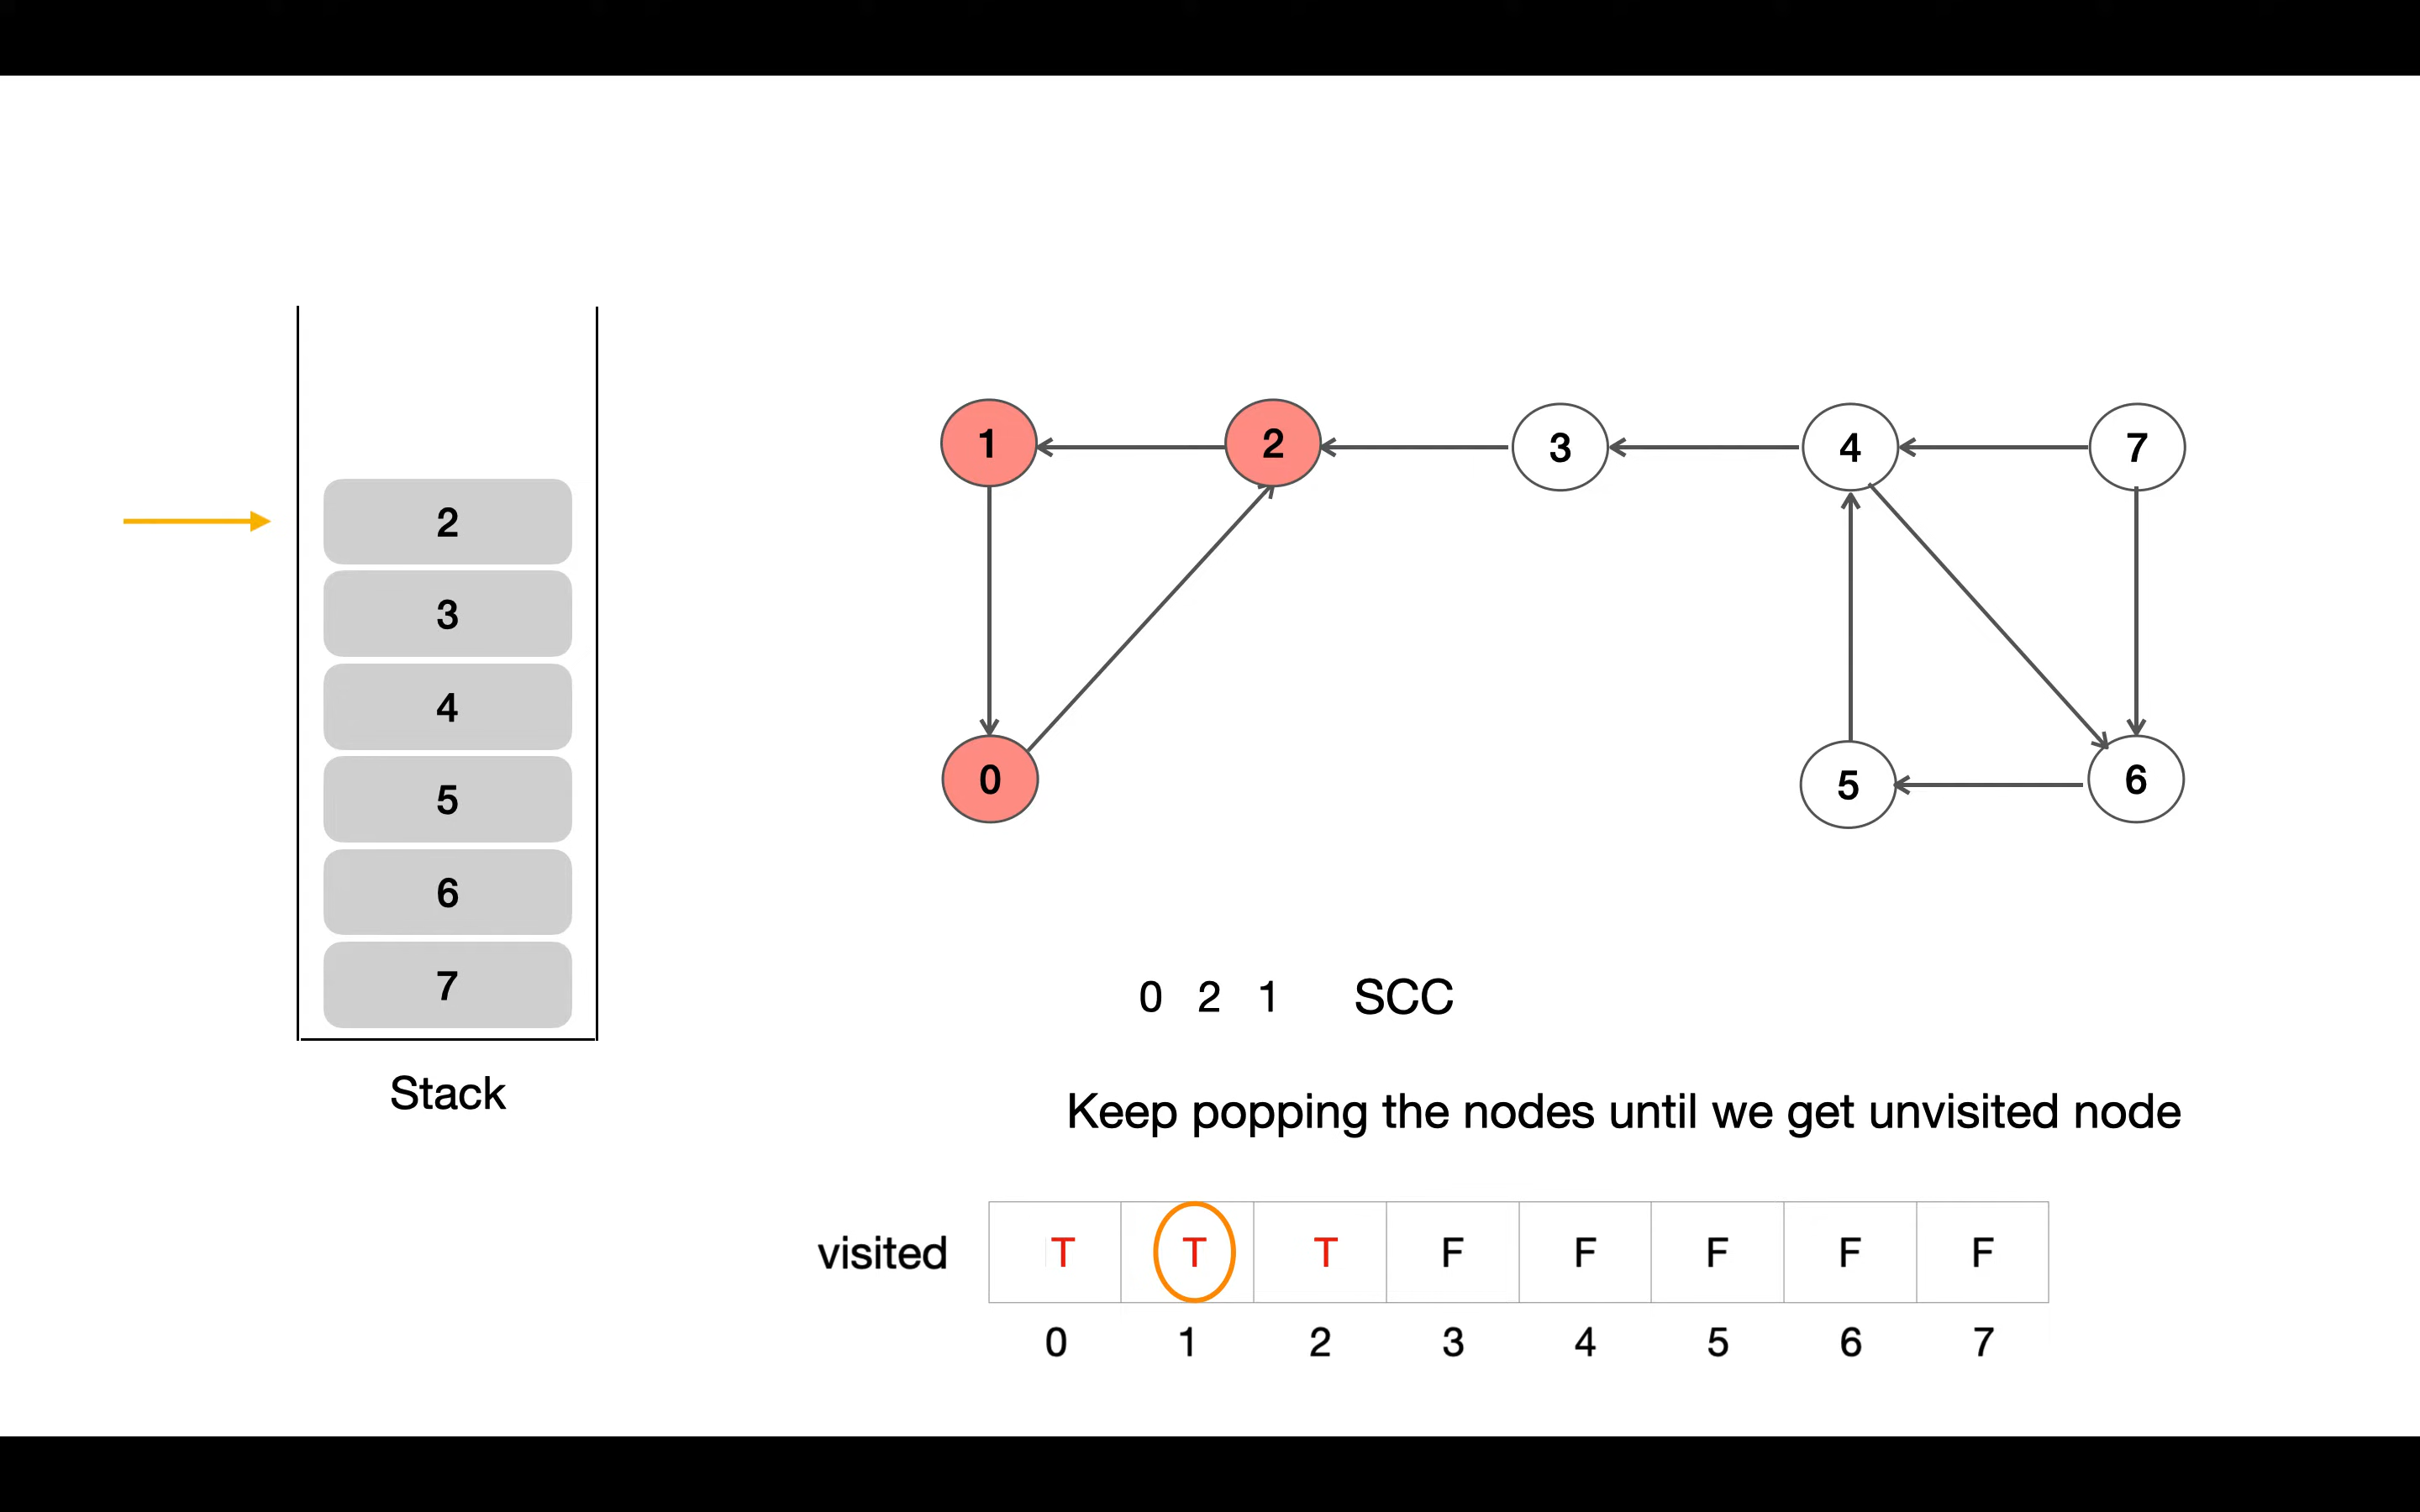 2
3
4
5
6
7
Stack
1 2 3 4 7
0 5 6
0 2 1 SCC
Keep popping the nodes until we get unvisited node
visited T T T F F F F F
0 1 2 3 4 5 6 7